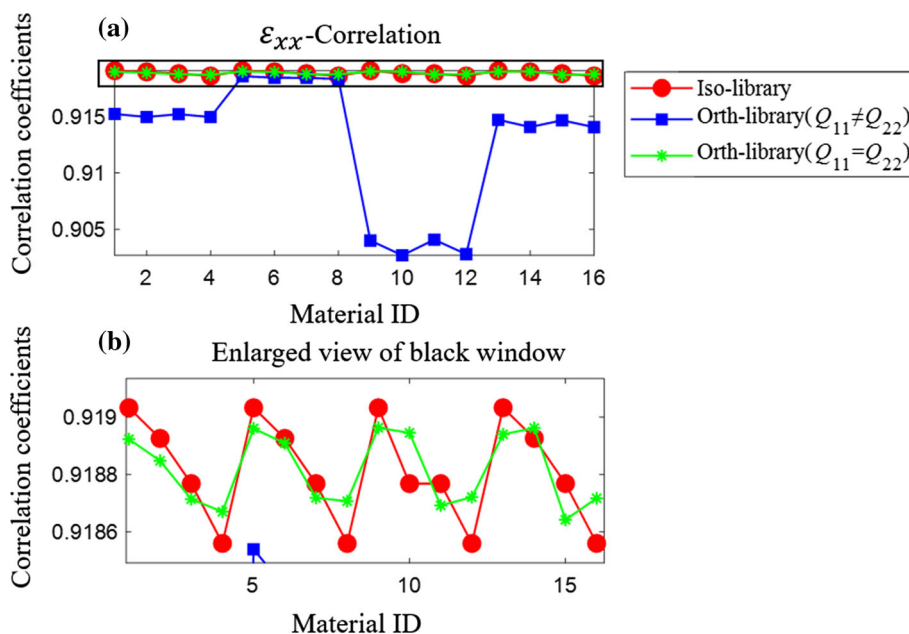 (a)
Ɛxx-Correlation
Correlation coefficients
0.915
0.91
0.905
2 4 6 8 10 12 14 16
Material ID
Iso-library
Orth-library(Q11≠Q22)
Orth-library(Q11=Q22)
(b)
Enlarged view of black window
Correlation coefficients
0.919
0.9188
0.9186
5 10 15
Material ID